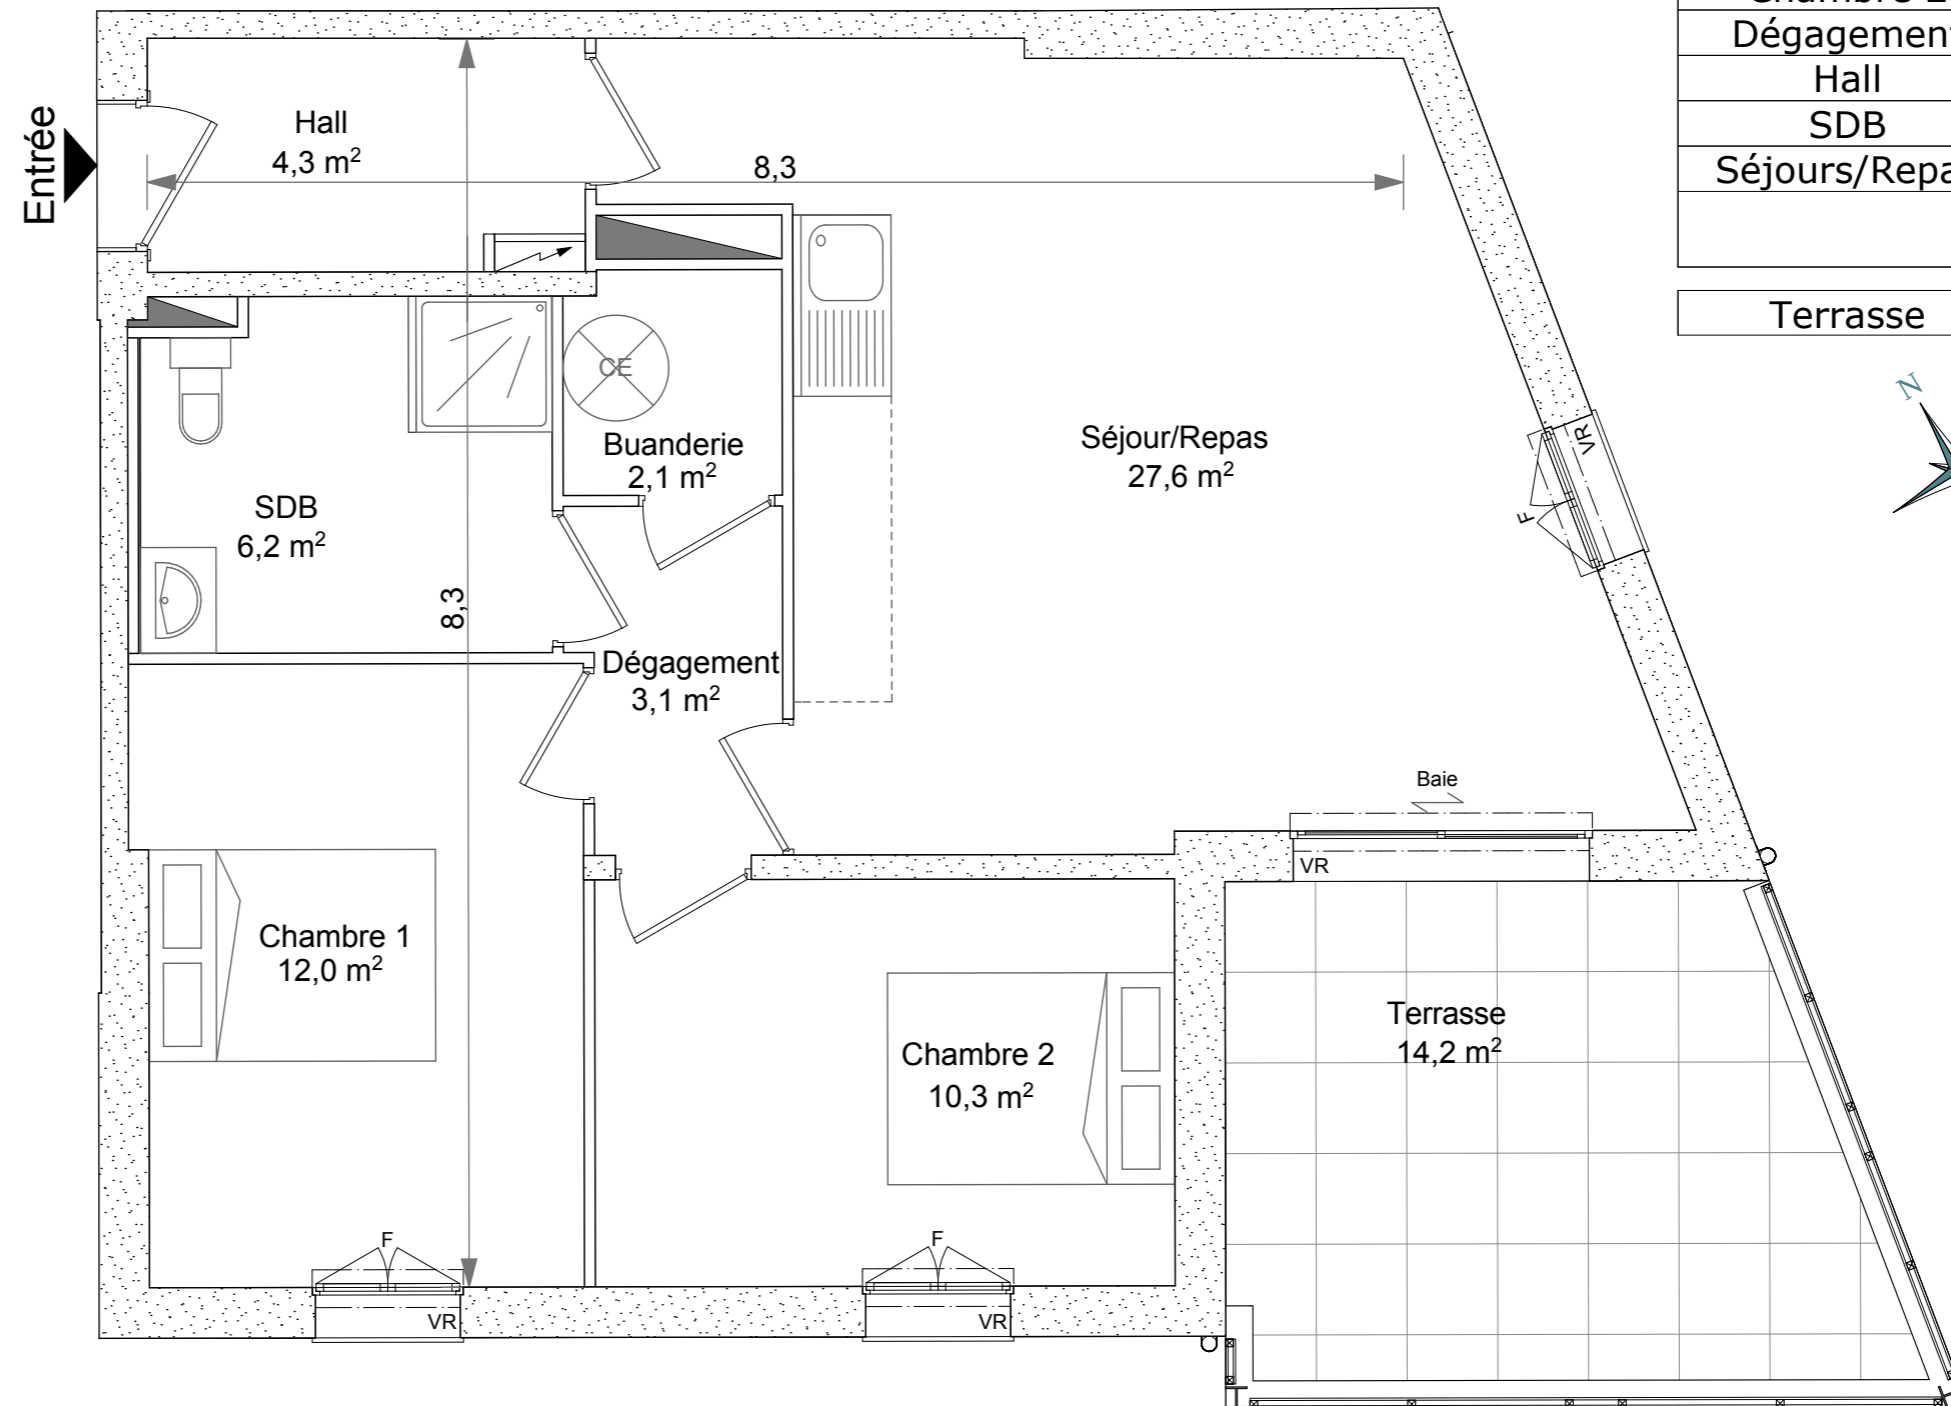 Dégagement
Hall
SDB
Terrasse
N
Entrée
Hall
4,3 m²
8,3
CE
Buanderie
2,1 m²
Séjour/Repas
27,6 m²
VR
F
SDB
6,2 m²
8,3
Dégagement
3,1 m²
Baie
VR
Chambre 1
12,0 m²
Chambre 2
10,3 m²
Terrasse
14,2 m²
F
VR
F
VR